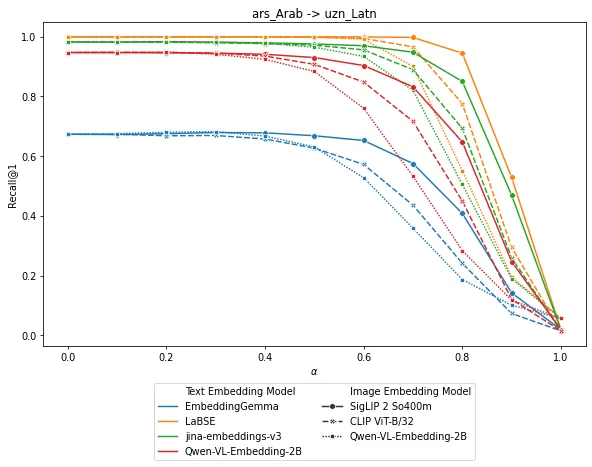 ars_Arab -> uzn_Latn
Recall@1
1.0
0.8
0.6
0.4
0.2
0.0
0.0 0.2 0.4 0.6 0.8 1.0
α
Text Embedding Model
EmbeddingGemma
LaBSE
jina-embeddings-v3
Qwen-VL-Embedding-2B
Image Embedding Model
SigLIP 2 So400m
CLIP ViT-B/32
Qwen-VL-Embedding-2B